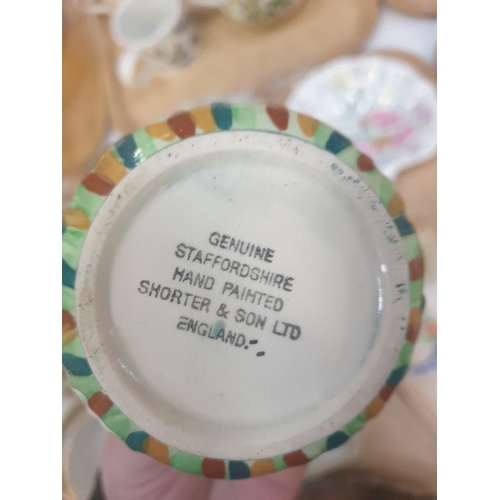 GENUINE
STAFFORDSHIRE
HAND PAINTED
SHORTER & SON LTD
ENGLAND.